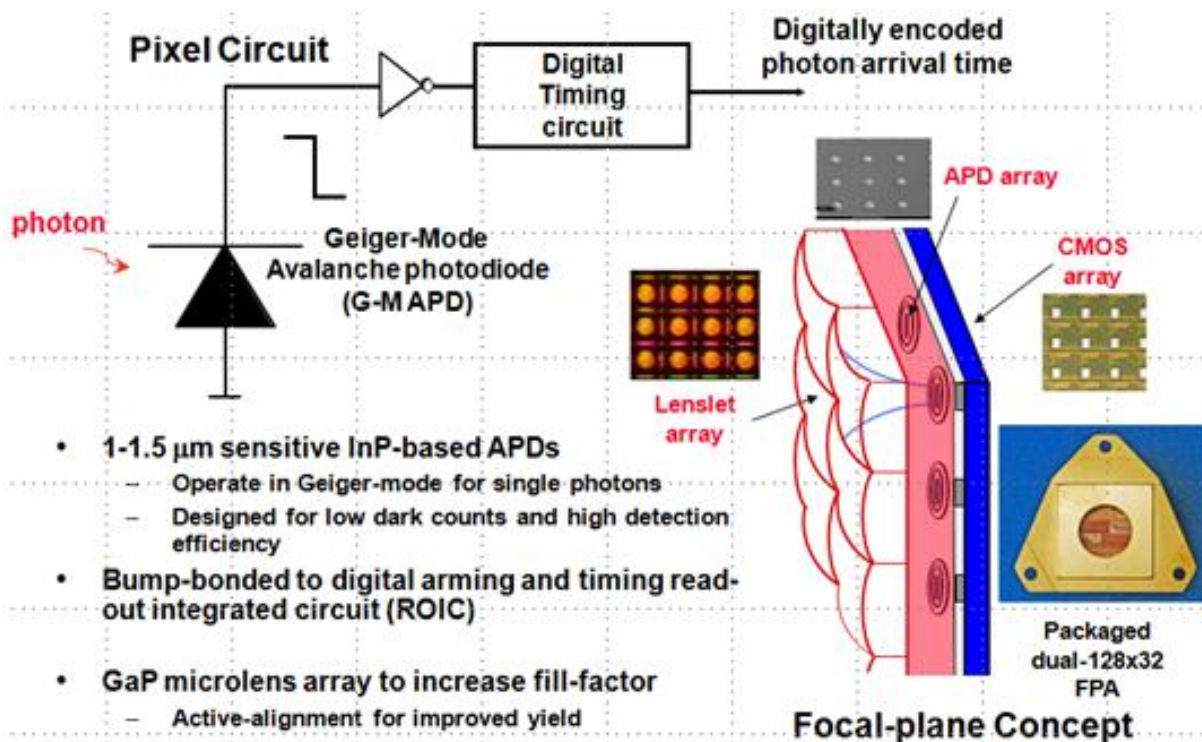 Pixel Circuit
Digital
Timing
circuit
Digitally encoded
photon arrival time
photon
Geiger-Mode
Avalanche photodiode
(G-M APD)
APD array
CMOS
array
Lenslet
array
• 1-1.5 µm sensitive InP-based APDs
– Operate in Geiger-mode for single photons
– Designed for low dark counts and high detection
efficiency
• Bump-bonded to digital arming and timing read-
out integrated circuit (ROIC)
• GaP microlens array to increase fill-factor
– Active-alignment for improved yield
Packaged
dual-128x32
FPA
Focal-plane Concept